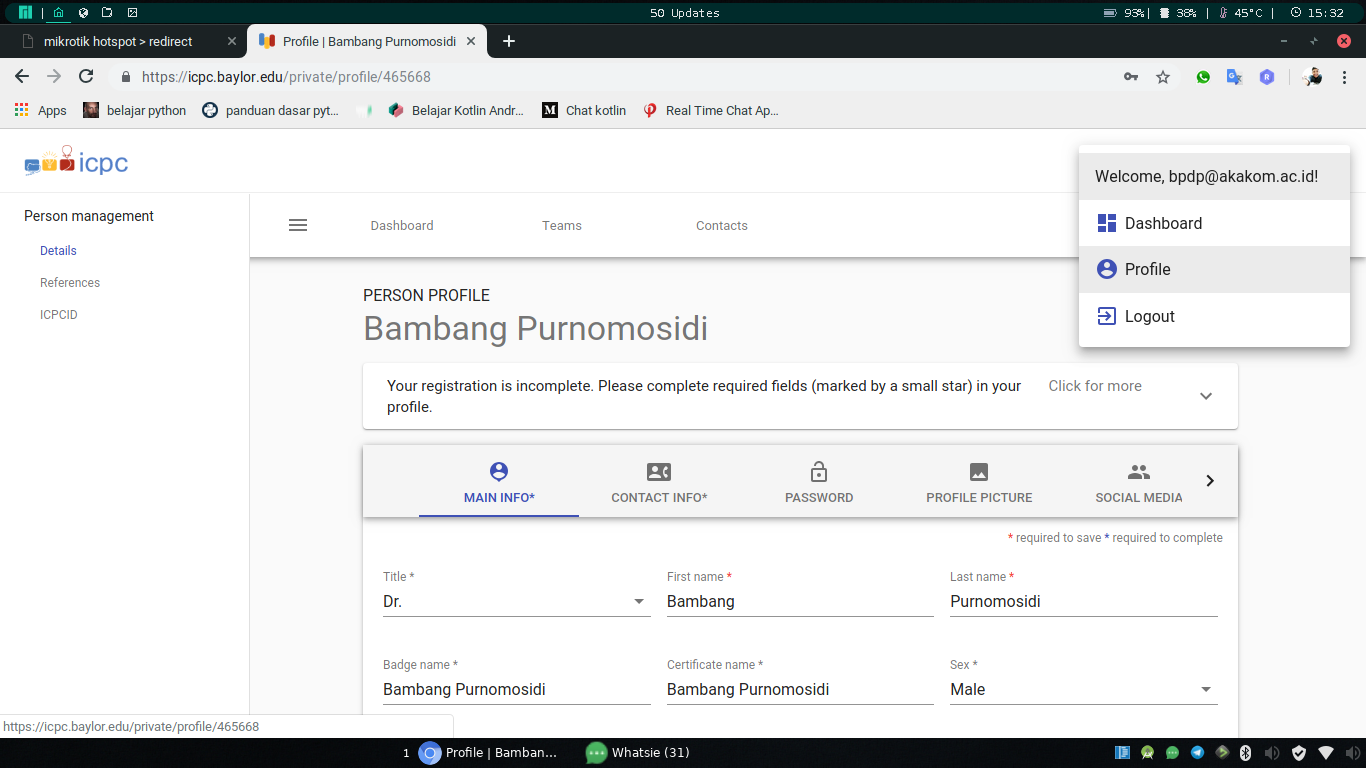 50 Updates
93%| 38% | 45°C | 15:32
mikrotik hotspot > redirect
Profile | Bambang Purnomosidi
https://icpc.baylor.edu/private/profile/465668
Apps belajar python panduan dasar pyt... Belajar Kotlin Andr... Chat kotlin Real Time Chat Ap...
icpc
Welcome, bpdp@akakom.ac.id!
Dashboard
Profile
Logout
Person management
Details
References
ICPCID
Dashboard Teams Contacts
PERSON PROFILE
Bambang Purnomosidi
Your registration is incomplete. Please complete required fields (marked by a small star) in your
profile.
Click for more
MAIN INFO* CONTACT INFO* PASSWORD PROFILE PICTURE SOCIAL MEDIA
* required to save * required to complete
Title * First name * Last name *
Dr. Bambang Purnomosidi
Badge name * Certificate name * Sex *
Bambang Purnomosidi Bambang Purnomosidi Male
https://icpc.baylor.edu/private/profile/465668
1 Profile | Bamban... Whatsie (31)